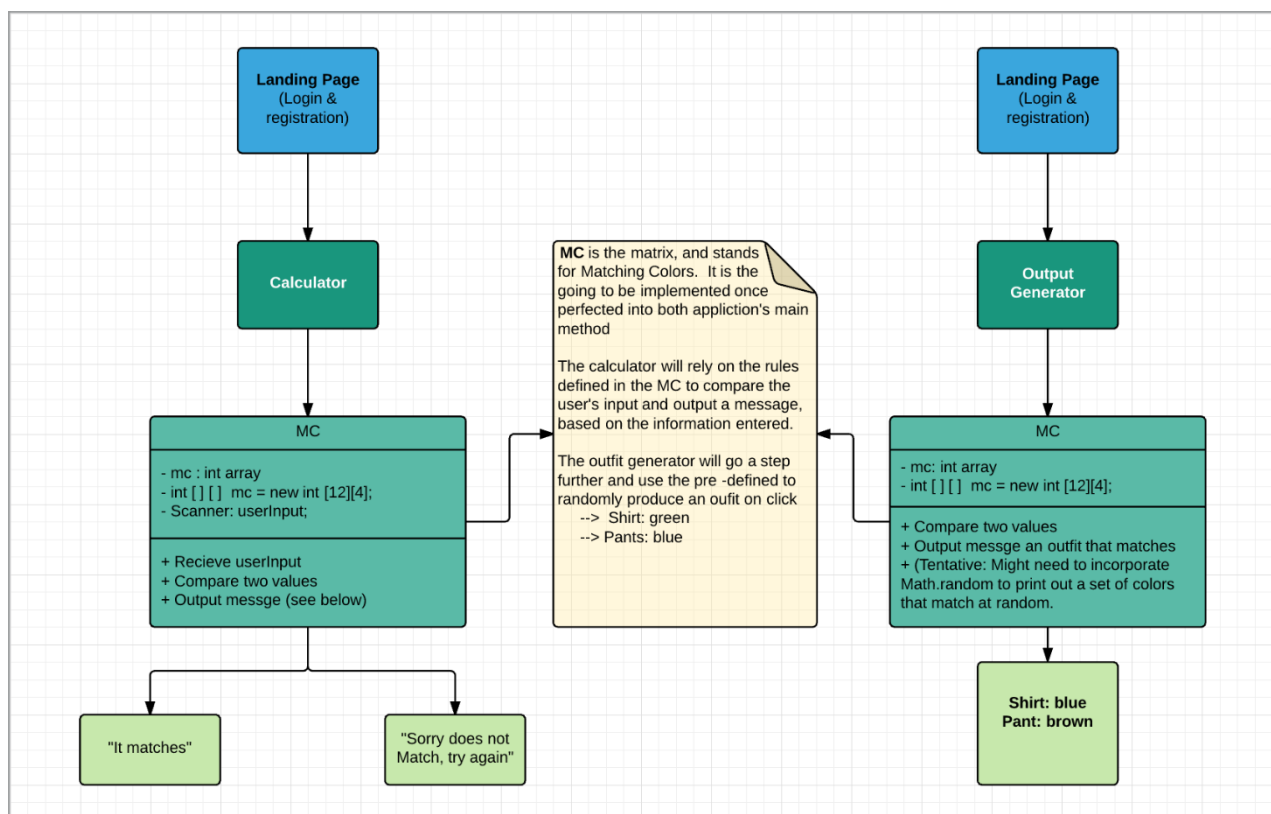 Landing Page
(Login &
registration)
Landing Page
(Login &
registration)
Calculator
MC is the matrix, and stands
for Matching Colors.  It is the
going to be implemented once
perfected into both appliction's main
method
The calculator will rely on the rules
defined in the MC to compare the
user's input and output a message,
based on the information entered.
The outfit generator will go a step
further and use the pre -defined to
randomly produce an oufit on click
-->  Shirt: green
--> Pants: blue
Output
Generator
MC
- mc : int array
- int [ ] [ ]  mc = new int [12][4];
- Scanner: userInput;
+ Recieve userInput
+ Compare two values
+ Output messge (see below)
MC
- mc: int array
- int [ ] [ ]  mc = new int [12][4];
+ Compare two values
+ Output messge an outfit that matches
+ (Tentative: Might need to incorporate
Math.random to print out a set of colors
that match at random.
"It matches"
"Sorry does not
Match, try again"
Shirt: blue
Pant: brown